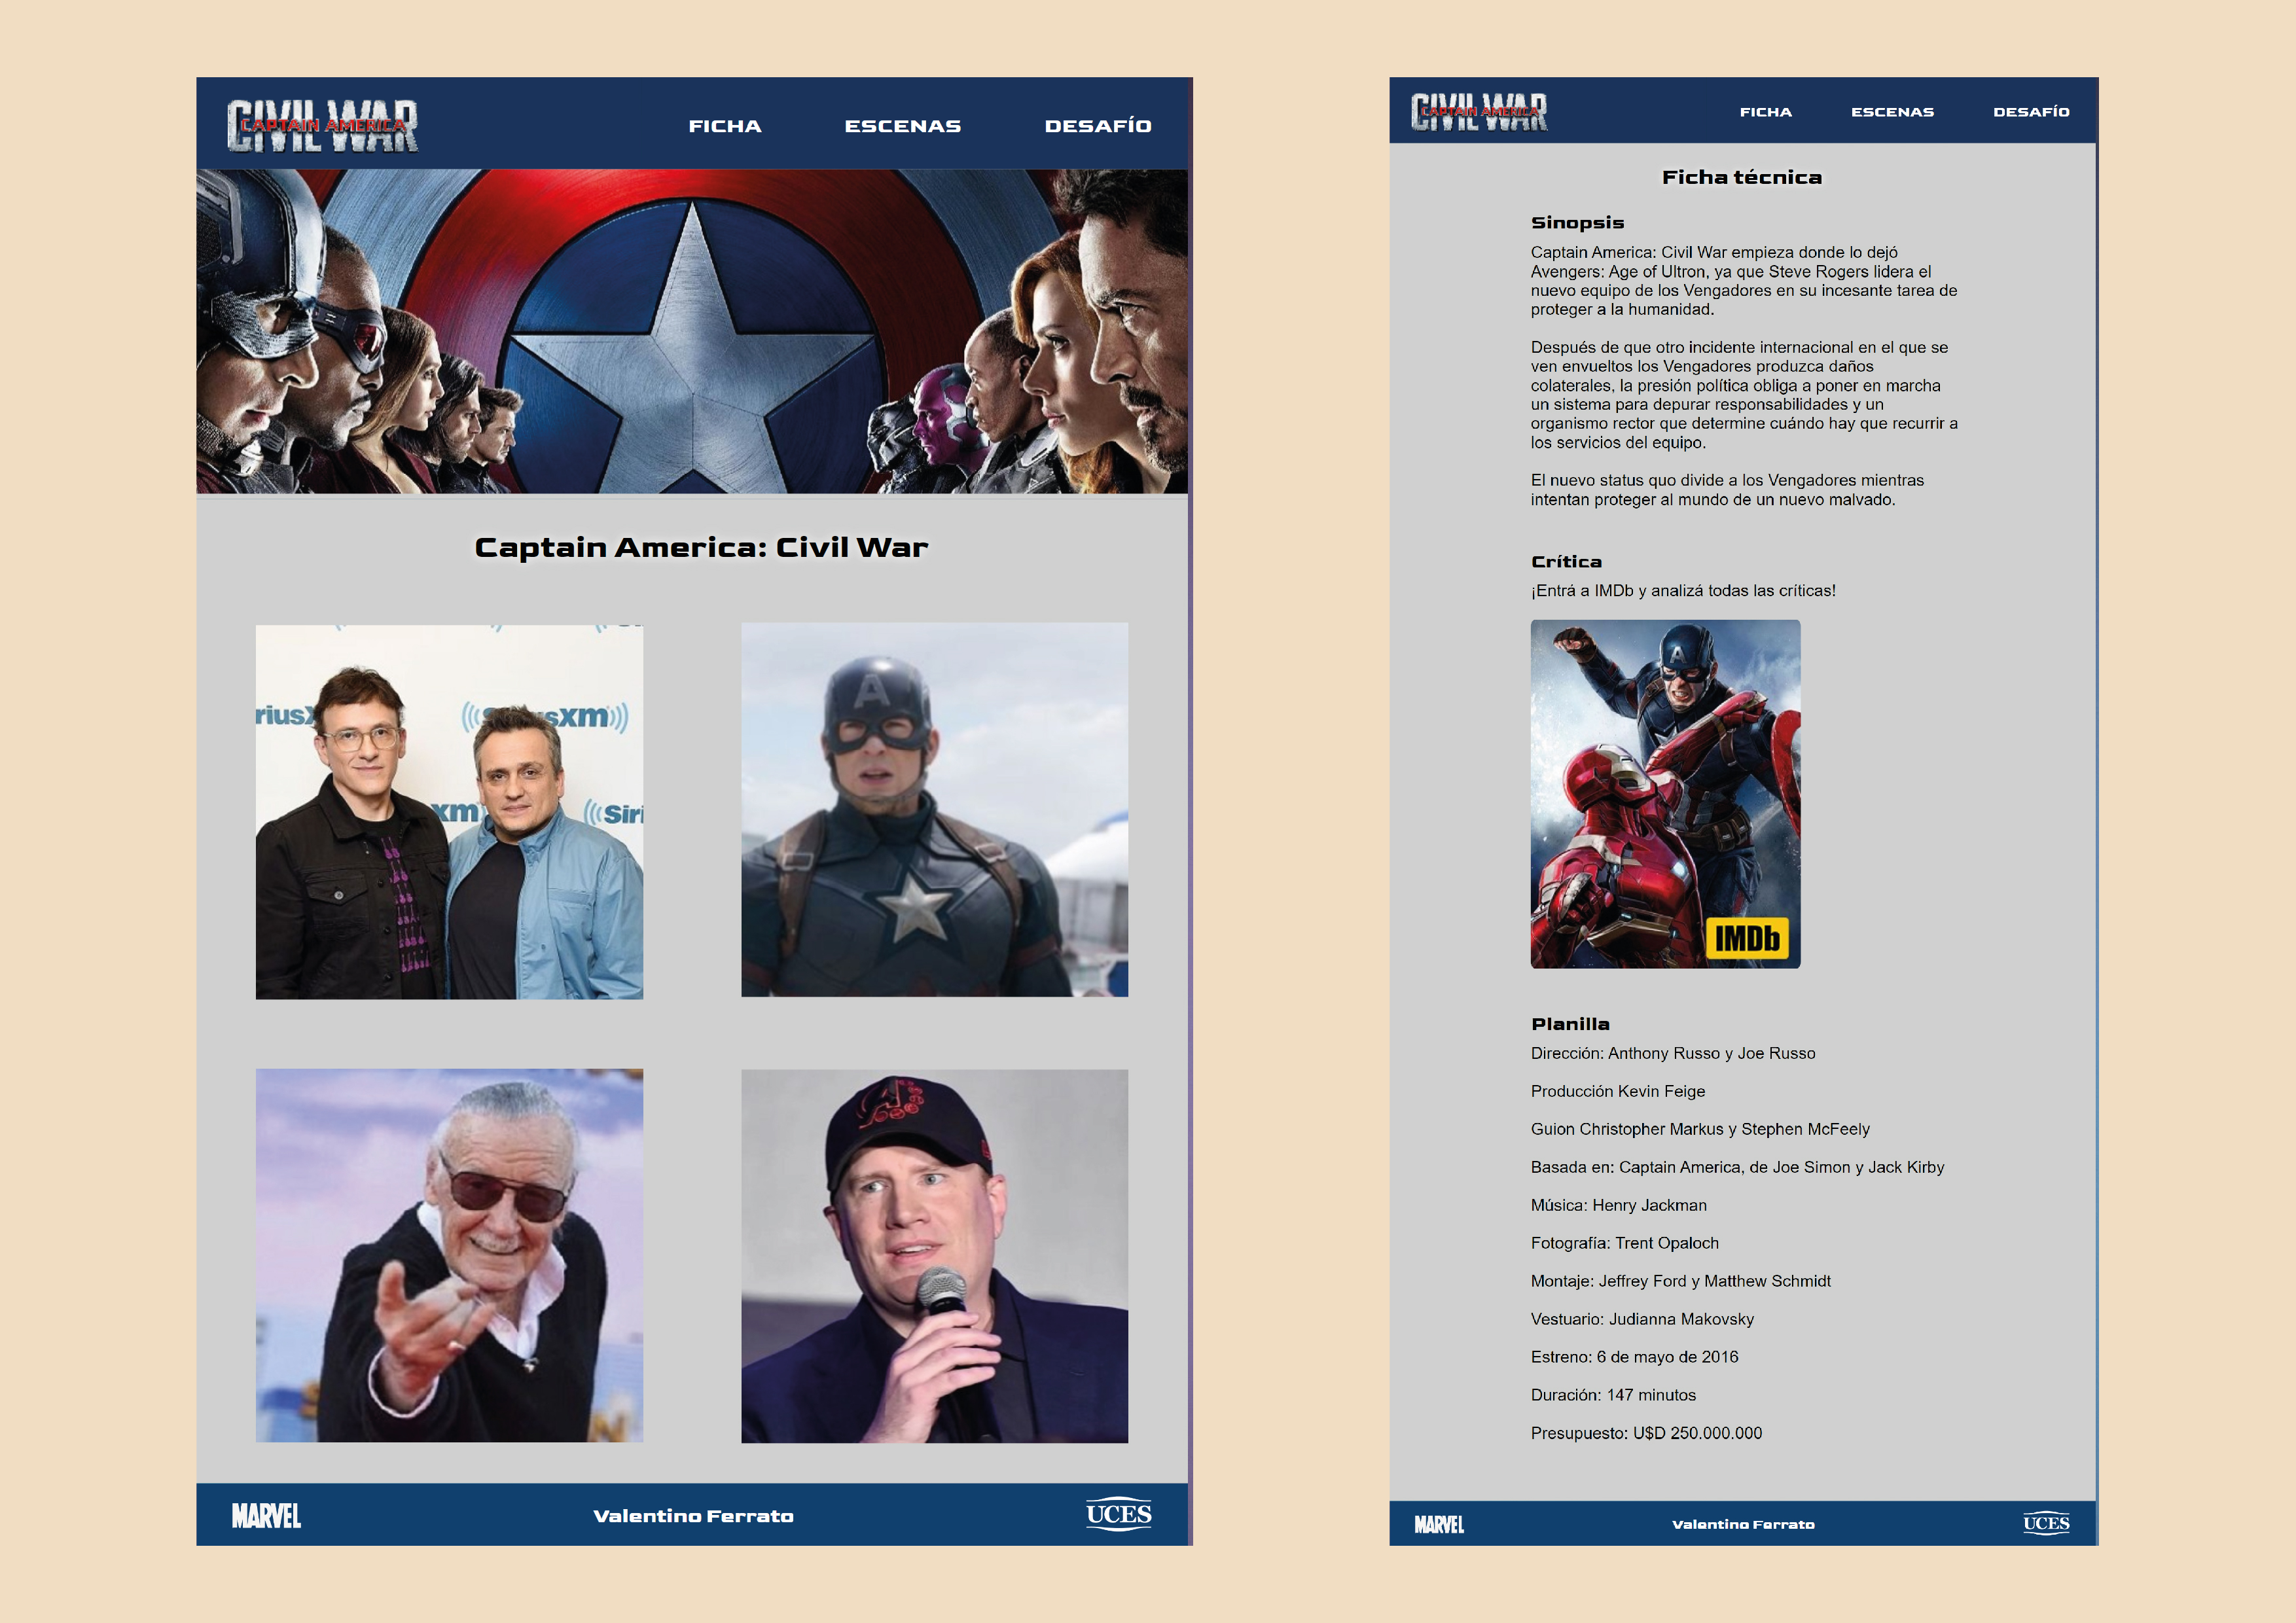 CIVIL WAR
CAPTAIN AMERICA
FICHA ESCENAS DESAFÍO
Captain America: Civil War
siriusxm
xm
(((Siri
A
MARVEL
Valentino Ferrato
UCES
CIVIL WAR
CAPTAIN AMERICA
FICHA ESCENAS DESAFÍO
Ficha técnica
Sinopsis
Captain America: Civil War empieza donde lo dejó
Avengers: Age of Ultron, ya que Steve Rogers lidera el
nuevo equipo de los Vengadores en su incesante tarea de
proteger a la humanidad.
Después de que otro incidente internacional en el que se
ven envueltos los Vengadores produzca daños
colaterales, la presión política obliga a poner en marcha
un sistema para depurar responsabilidades y un
organismo rector que determine cuándo hay que recurrir a
los servicios del equipo.
El nuevo status quo divide a los Vengadores mientras
intentan proteger al mundo de un nuevo malvado.
Crítica
¡Entrá a IMDb y analizá todas las críticas!
A
IMDb
Planilla
Dirección: Anthony Russo y Joe Russo
Producción Kevin Feige
Guion Christopher Markus y Stephen McFeely
Basada en: Captain America, de Joe Simon y Jack Kirby
Música: Henry Jackman
Fotografía: Trent Opaloch
Montaje: Jeffrey Ford y Matthew Schmidt
Vestuario: Judianna Makovsky
Estreno: 6 de mayo de 2016
Duración: 147 minutos
Presupuesto: U$D 250.000.000
MARVEL
Valentino Ferrato
UCES